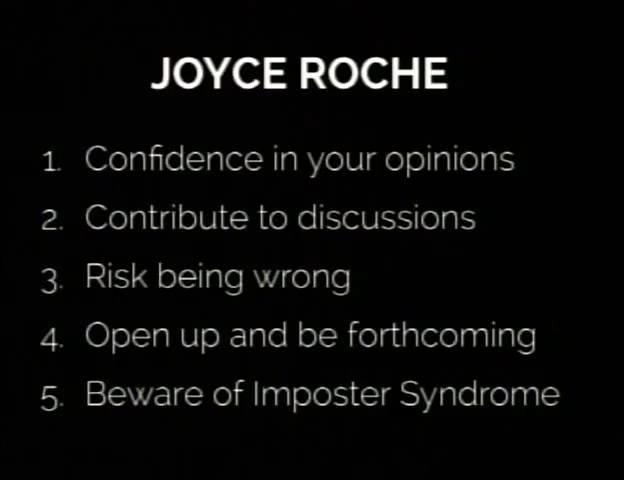 JOYCE ROCHE
1. Confidence in your opinions
2. Contribute to discussions
3. Risk being wrong
4. Open up and be forthcoming
5. Beware of Imposter Syndrome